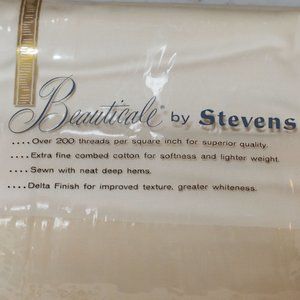 Beauticale® by Stevens
....Over 200 threads per square inch for superior quality.
....Extra fine combed cotton for softness and lighter weight.
....Sewn with neat deep hems.
....Delta Finish for improved texture, greater whiteness.